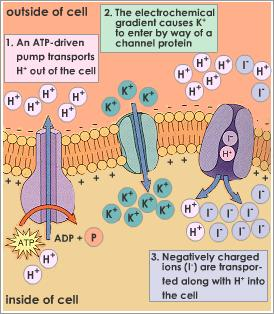 outside of cell
1. An ATP-driven
pump transports
H⁺ out of the cell
2. The electrochemical
gradient causes K⁺
to enter by way of a
channel protein
H⁺
H⁺
H⁺
H⁺
H⁺
H⁺
H⁺
H⁺
H⁺
H⁺
I⁻
I⁻
I⁻
H⁺
K⁺
K⁺
K⁺
K⁺
K⁺
K⁺
K⁺
I⁻
I⁻
I⁻
I⁻
I⁻
H⁺
H⁺
H⁺
ATP
ADP + P
H⁺
H⁺
3. Negatively charged
ions (I⁻) are transpor-
ted along with H⁺ into
the cell
inside of cell